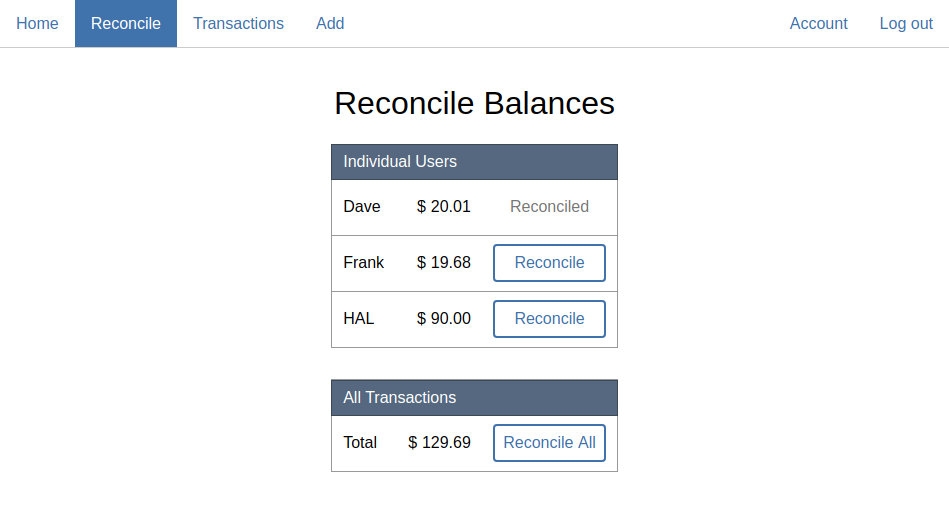 Home Reconcile Transactions Add Account Log out
Reconcile Balances
Individual Users
Dave $ 20.01 Reconciled
Frank $ 19.68 Reconcile
HAL $ 90.00 Reconcile
All Transactions
Total $ 129.69 Reconcile All